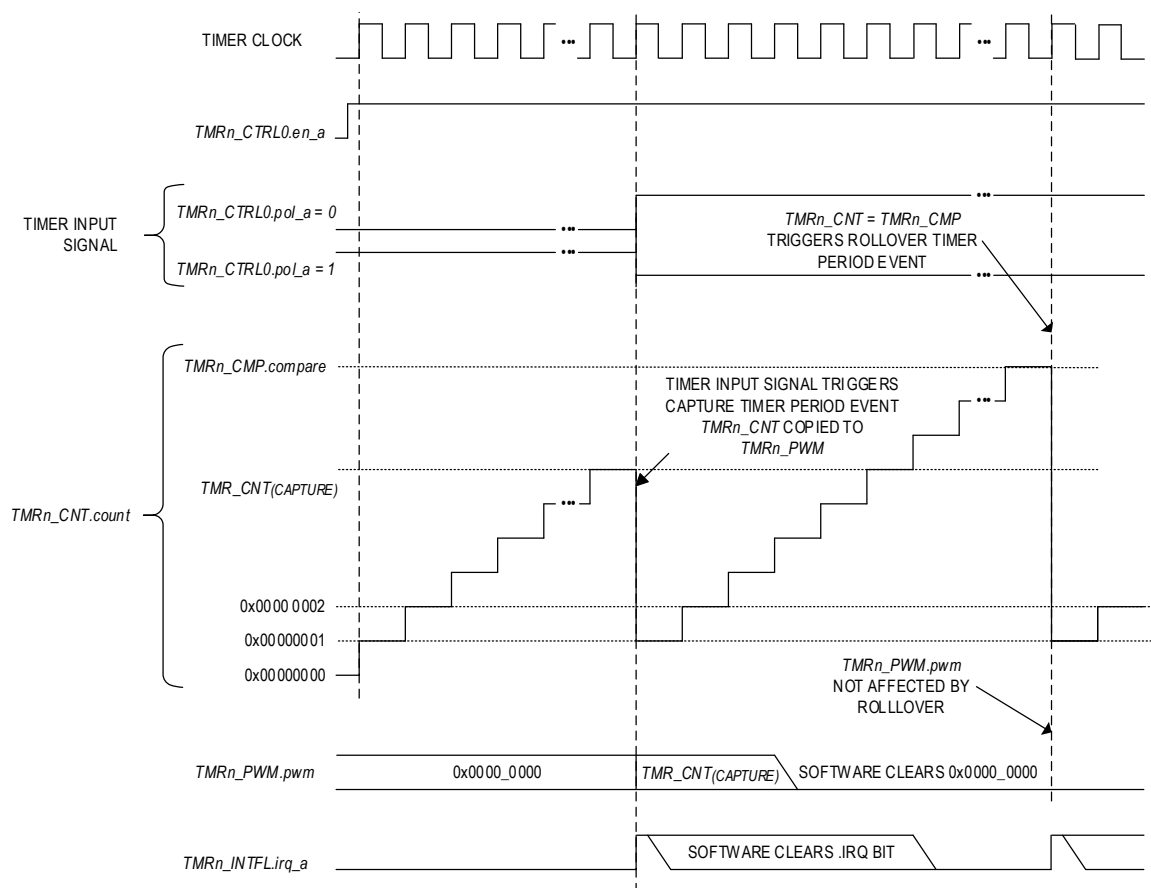 TIMER CLOCK
...
...
TMRn_CTRL0.en_a
TIMER INPUT
SIGNAL
TMRn_CTRL0.pol_a = 0
TMRn_CTRL0.pol_a = 1
...
...
...
...
TMRn_CNT = TMRn_CMP
TRIGGERS ROLLOVER TIMER
PERIOD EVENT
TMRn_CNT.count
TMRn_CMP.compare
TIMER INPUT SIGNAL TRIGGERS
CAPTURE TIMER PERIOD EVENT
TMRn_CNT COPIED TO
TMRn_PWM
...
TMR_CNT(CAPTURE)
...
0x0000 0002
0x00000001
0x00000000
TMRn_PWM.pwm
NOT AFFECTED BY
ROLLLOVER
TMRn_PWM.pwm
0x0000_0000
TMR_CNT(CAPTURE)
SOFTWARE CLEARS 0x0000_0000
TMRn_INTFL.irq_a
SOFTWARE CLEARS .IRQ BIT